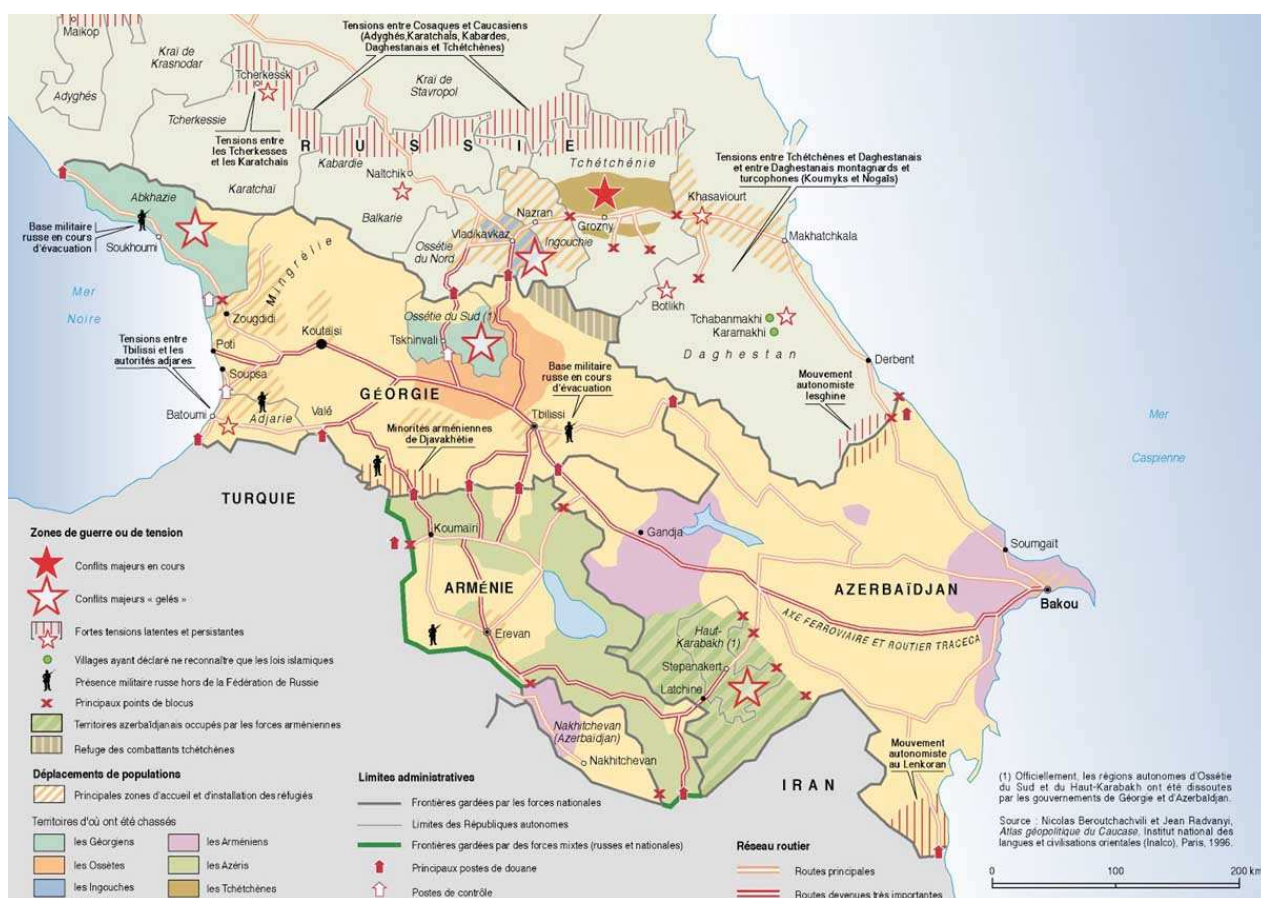 Maïkop
Kraï de
Krasnodar
Adyghés
Tcherkessk
Tcherkessie
Tensions entre Cosaques et Caucasiens
(Adyghés,Karatchaïs, Kabardes,
Daghestanais et Tchétchènes)
Kraï de
Stavropol
Tensions entre
les Tcherkesses
et les Karatchaïs
RUSSIE
Kabardie
Naltchik
Karatchaï
Balkarie
Tchétchénie
Tensions entre Tchétchènes et Daghestanais
et entre Daghestanais montagnards et
turcophones (Koumyks et Nogaïs)
Abkhazie
Base militaire
russe en cours
d'évacuation
Soukhoumi
Nazran
Grozny
Khasaviourt
Vladikavkaz
Ingouchie
Ossétie
du Nord
Makhatchkala
Mer
Noire
Mingrélie
Botlikh
Tchabanmakhi
Karamakhi
Daghestan
Zougdidi
Ossétie du Sud (1)
Tskhinvali
Koutaïsi
Tensions entre
Tbilissi et les
autorités adjares
Poti
Soupsa
Base militaire
russe en cours
d'évacuation
Derbent
Mouvement
autonomiste
lesghine
GÉORGIE
Batoumi
Adjarie
Valé
Tbilissi
Minorités arméniennes
de Djavakhétie
Mer
Caspienne
TURQUIE
Koumaïri
Gandja
Soumgaït
ARMÉNIE
AZERBAÏDJAN
Bakou
Erevan
Haut-
Karabakh (1)
AXE FERROVIAIRE ET ROUTIER TRACECA
Stepanakert
Latchine
Nakhitchevan
(Azerbaïdjan)
Nakhitchevan
Mouvement
autonomiste
au Lenkoran
IRAN
Zones de guerre ou de tension
Conflits majeurs en cours
Conflits majeurs « gelés »
Fortes tensions latentes et persistantes
Villages ayant déclaré ne reconnaître que les lois islamiques
Présence militaire russe hors de la Fédération de Russie
Principaux points de blocus
Territoires azerbaïdjanais occupés par les forces arméniennes
Refuge des combattants tchétchènes
Déplacements de populations
Principales zones d'accueil et d'installation des réfugiés
Territoires d'où ont été chassés
les Géorgiens
les Arméniens
les Ossètes
les Azéris
les Ingouches
les Tchétchènes
Limites administratives
Frontières gardées par les forces nationales
Limites des Républiques autonomes
Frontières gardées par des forces mixtes (russes et nationales)
Principaux postes de douane
Postes de contrôle
Réseau routier
Routes principales
Routes devenues très importantes
(1) Officiellement, les régions autonomes d'Ossétie
du Sud et du Haut-Karabakh ont été dissoutes
par les gouvernements de Géorgie et d'Azerbaïdjan.
Source : Nicolas Beroutchachvili et Jean Radvanyi,
Atlas géopolitique du Caucase, Institut national des
langues et civilisations orientales (Inalco), Paris, 1996.
0 100 200 km